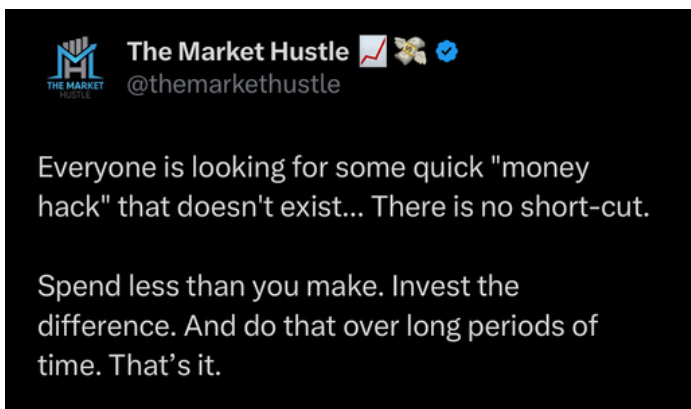 The Market Hustle 📈 💸
@themarkethustle
THE MARKET
HUSTLE
Everyone is looking for some quick "money
hack" that doesn't exist... There is no short-cut.
Spend less than you make. Invest the
difference. And do that over long periods of
time. That’s it.